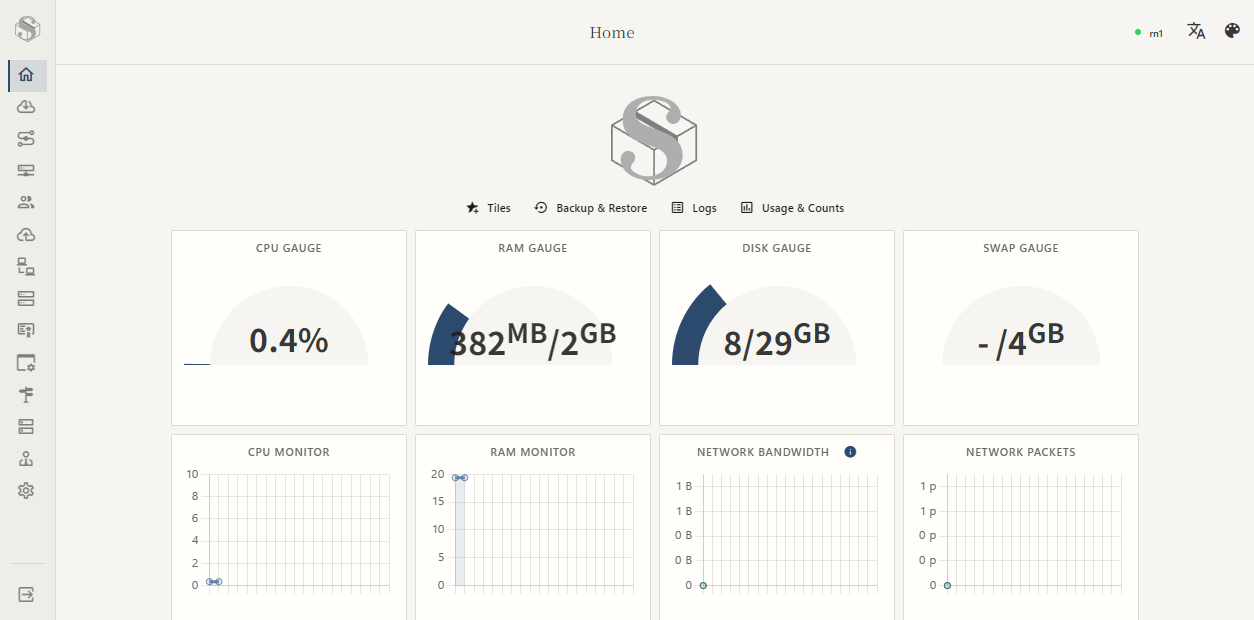 Home
rn1
Tiles
Backup & Restore
Logs
Usage & Counts
CPU GAUGE
0.4%
RAM GAUGE
382MB/2GB
DISK GAUGE
8/29GB
SWAP GAUGE
- /4GB
CPU MONITOR
10
8
6
4
2
0
RAM MONITOR
20
15
10
5
0
NETWORK BANDWIDTH
1 B
1 B
0 B
0 B
0
NETWORK PACKETS
1 p
1 p
0 p
0 p
0